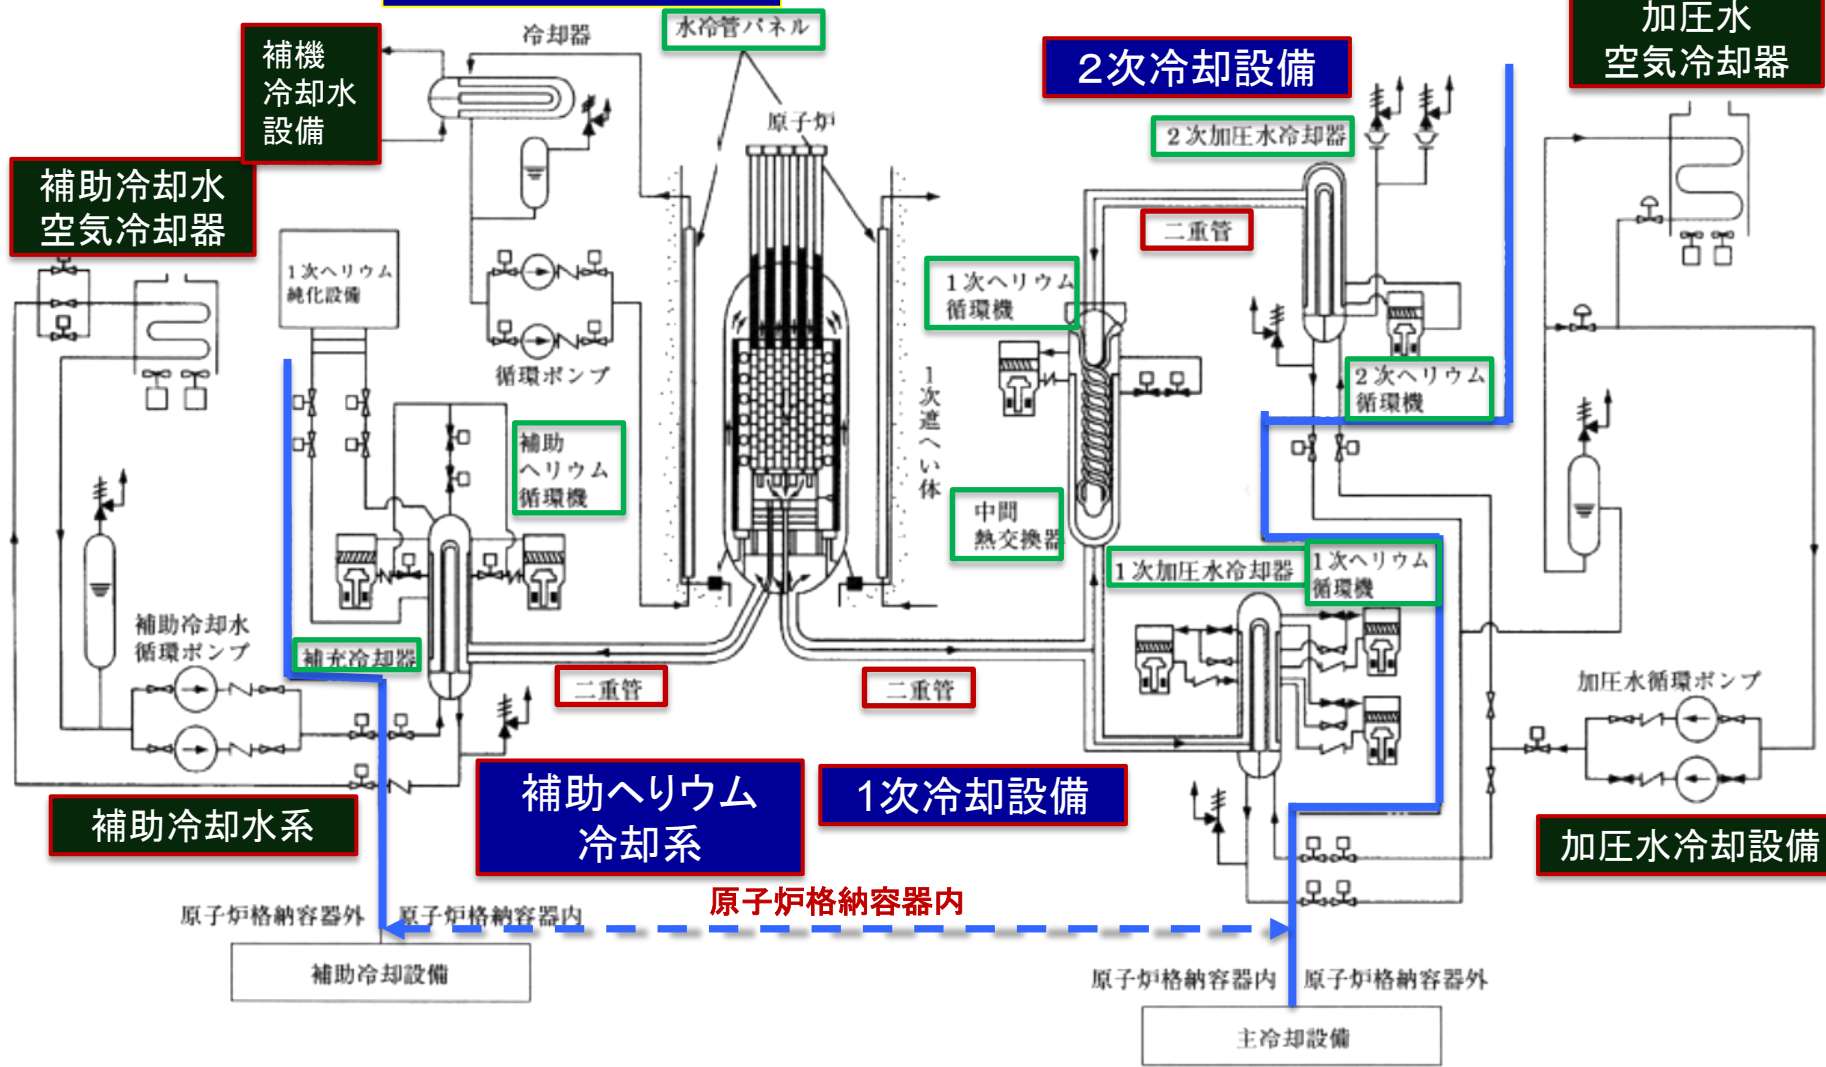 冷却器
水冷管パネル
補機
冷却水
設備
2次冷却設備
加圧水
空気冷却器
原子炉
2次加圧水冷却器
補助冷却水
空気冷却器
二重管
1次ヘリウム
純化設備
1次ヘリウム
循環機
循環ポンプ
1次遮へい体
2次ヘリウム
循環機
補助
ヘリウム
循環機
中間
熱交換器
1次加圧水冷却器
1次ヘリウム
循環機
補助冷却水
循環ポンプ
補充冷却器
二重管
二重管
加圧水循環ポンプ
補助冷却水系
補助ヘリウム
冷却系
1次冷却設備
加圧水冷却設備
原子炉格納容器外
原子炉格納容器内
原子炉格納容器内
補助冷却設備
原子炉格納容器内
原子炉格納容器外
主冷却設備